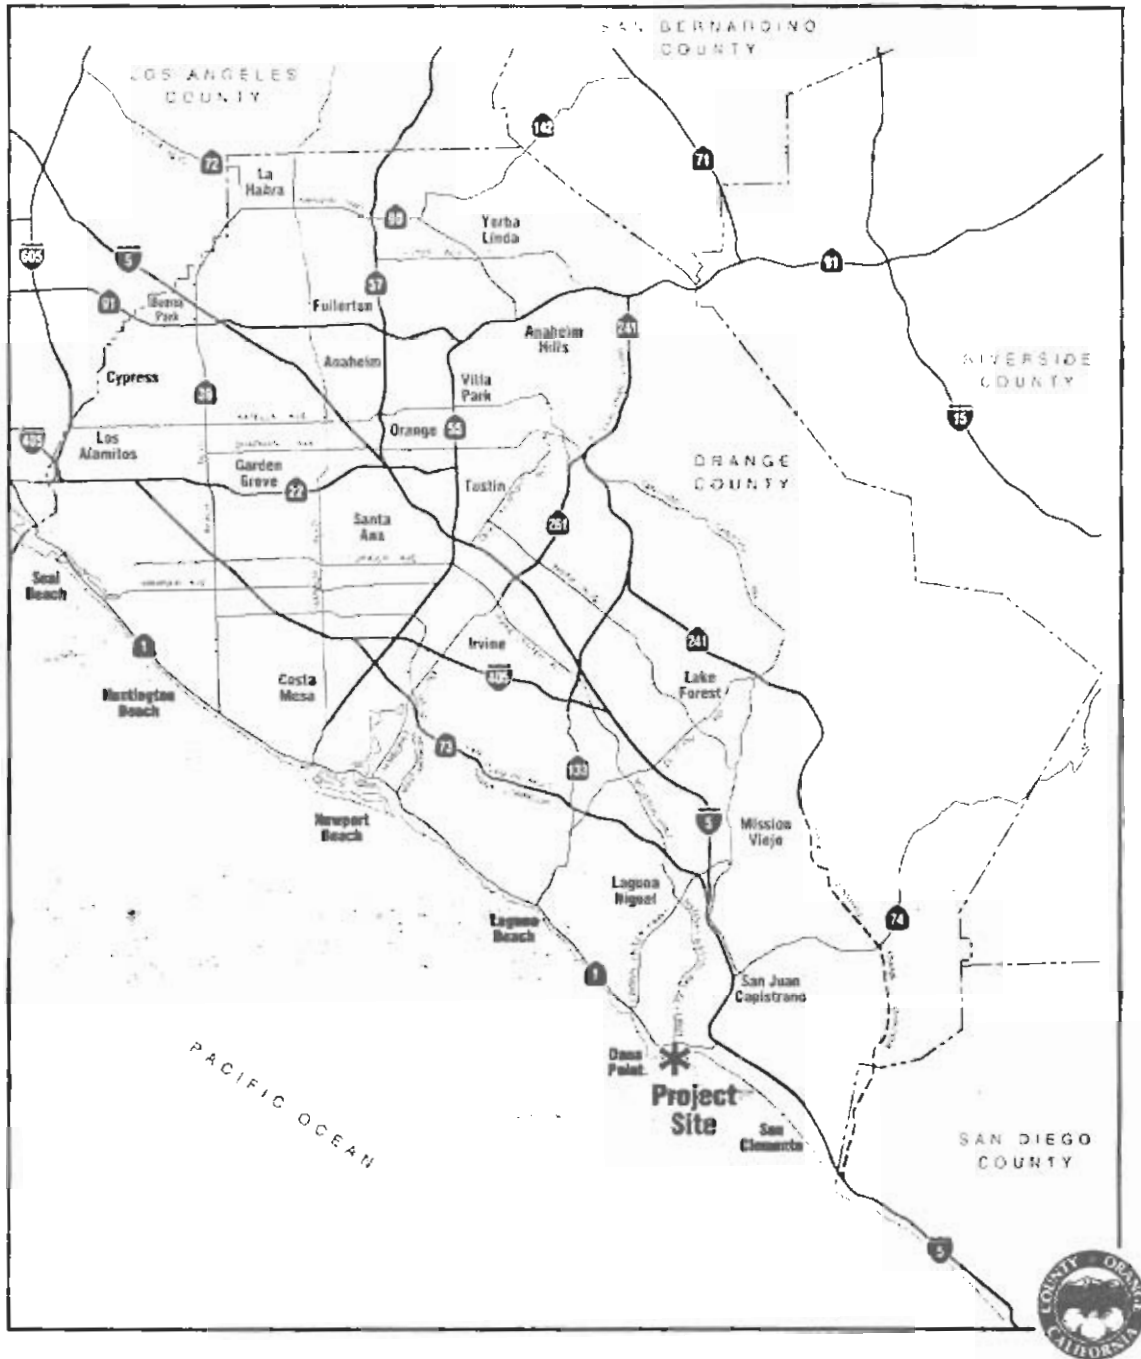 SAN BERNARDINO
COUNTY
LOS ANGELES
COUNTY
142
72
71
La
Habra
90
Yorba
Linda
605
5
91
57
91
Buena
Park
Fullerton
241
Anaheim
Hills
Anaheim
RIVERSIDE
COUNTY
Cypress
Villa
Park
39
15
KATELLA AVE
405
Los
Alamitos
Orange
55
ORANGE
COUNTY
Garden
Grove
22
Tustin
Santa
Ana
261
Seal
Beach
1
Irvine
241
Costa
Mesa
405
Lake
Forest
Huntington
Beach
73
133
Newport
Beach
5
Mission
Viejo
Laguna
Niguel
Laguna
Beach
74
1
San Juan
Capistrano
Dana
Point
Project
Site
PACIFIC OCEAN
San
Clemente
SAN DIEGO
COUNTY
5
COUNTY ORANGE
CALIFORNIA